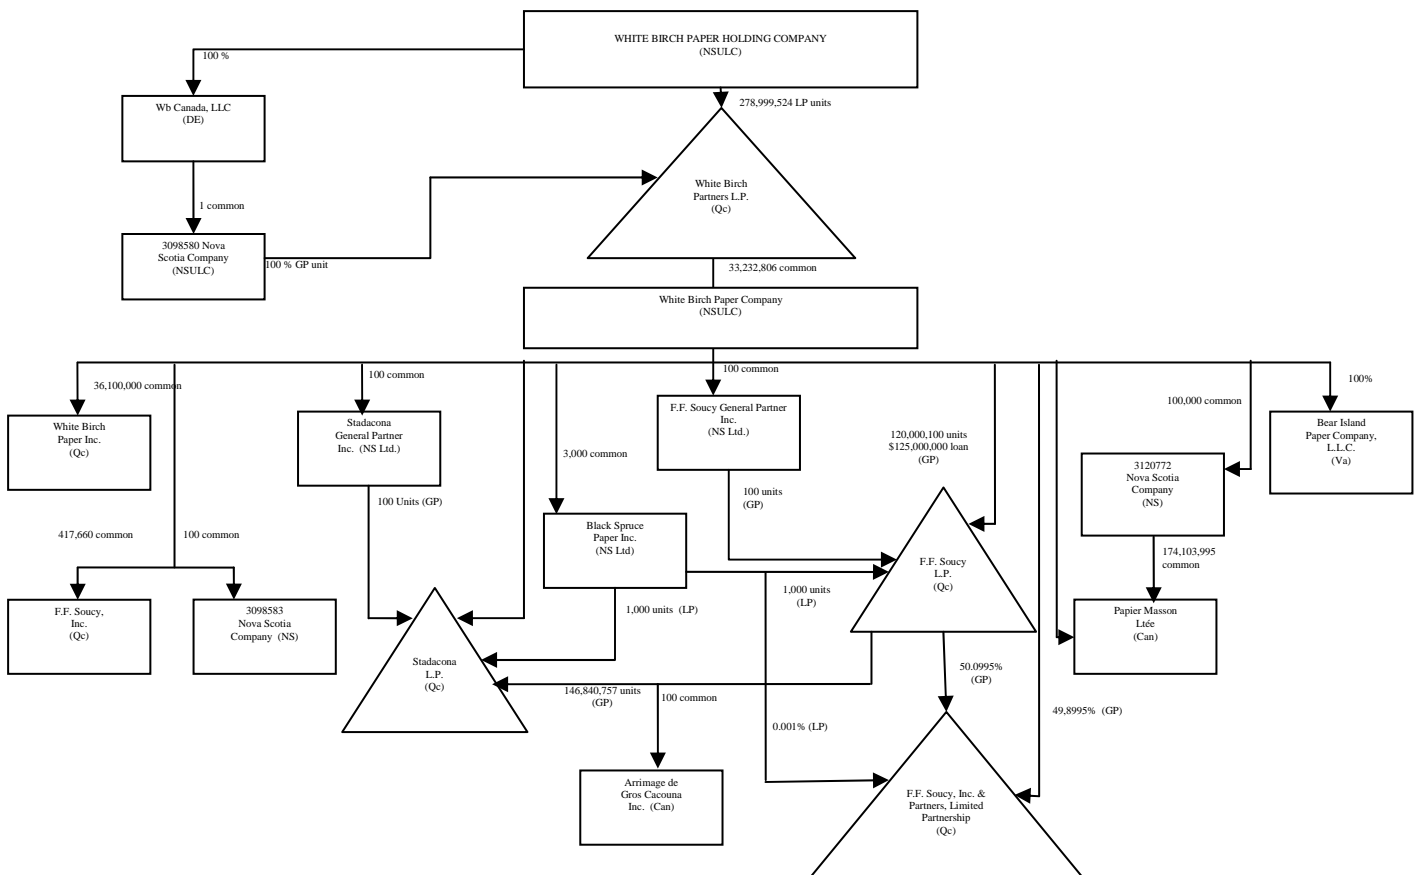 WHITE BIRCH PAPER HOLDING COMPANY
(NSULC)
100 %
Wb Canada, LLC
(DE)
278,999,524 LP units
White Birch
Partners L.P.
(Qc)
1 common
3098580 Nova
Scotia Company
(NSULC)
100 % GP unit
33,232,806 common
White Birch Paper Company
(NSULC)
36,100,000 common
100 common
100 common
100%
100,000 common
White Birch
Paper Inc.
(Qc)
Stadacona
General Partner
Inc. (NS Ltd.)
F.F. Soucy General Partner
Inc.
(NS Ltd.)
120,000,100 units
$125,000,000 loan
(GP)
Bear Island
Paper Company,
L.L.C.
(Va)
3,000 common
3120772
Nova Scotia
Company
(NS)
100 Units (GP)
100 units
(GP)
417,660 common
100 common
Black Spruce
Paper Inc.
(NS Ltd)
F.F. Soucy
L.P.
(Qc)
174,103,995
common
1,000 units
(LP)
1,000 units (LP)
F.F. Soucy,
Inc.
(Qc)
3098583
Nova Scotia
Company (NS)
Papier Masson
Ltée
(Can)
Stadacona
L.P.
(Qc)
50.0995%
(GP)
146,840,757 units
(GP)
100 common
0.001% (LP)
49,8995% (GP)
Arrimage de
Gros Cacouna
Inc. (Can)
F.F. Soucy, Inc. &
Partners, Limited
Partnership
(Qc)